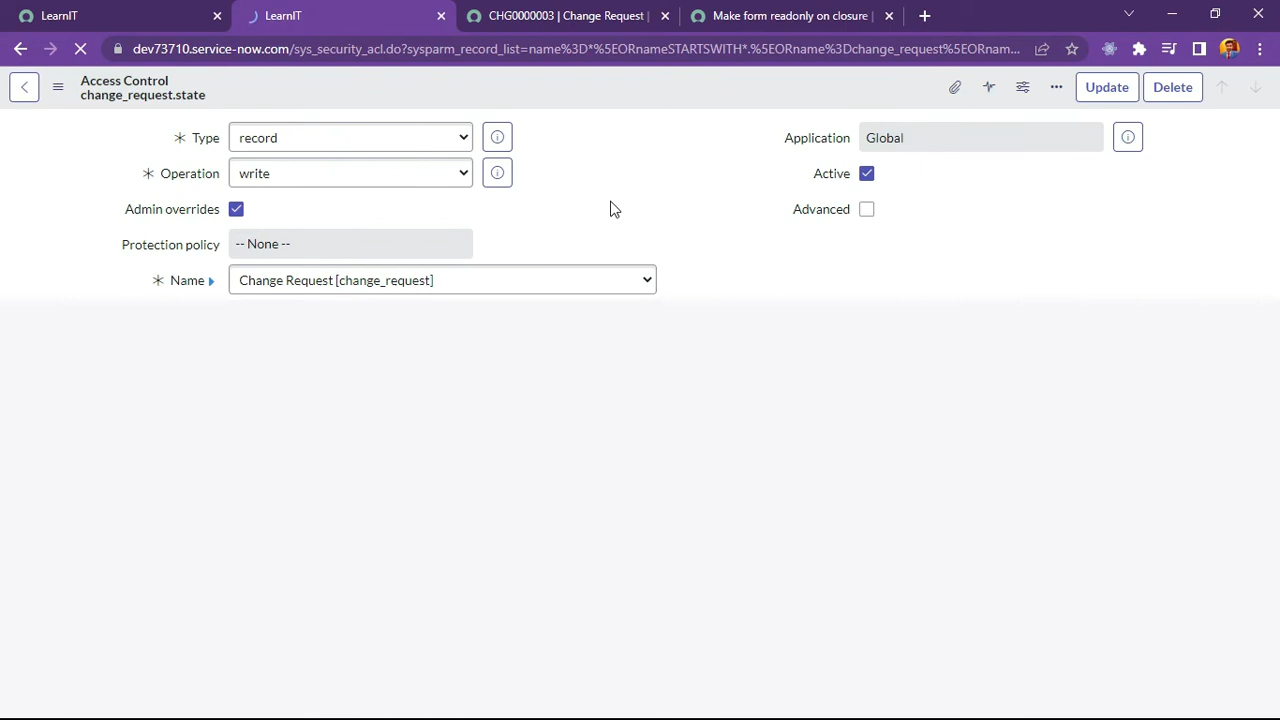 LearnIT
LearnIT
CHG0000003 | Change Request |
Make form readonly on closure |
dev73710.service-now.com/sys_security_acl.do?sysparm_record_list=name%3D*%5EORnameSTARTSWITH*.%5EORname%3Dchange_request%5EORnam...
Access Control
change_request.state
Update
Delete
Type
record
Application
Global
Operation
write
Active
Admin overrides
Advanced
Protection policy
-- None --
Name
Change Request [change_request]